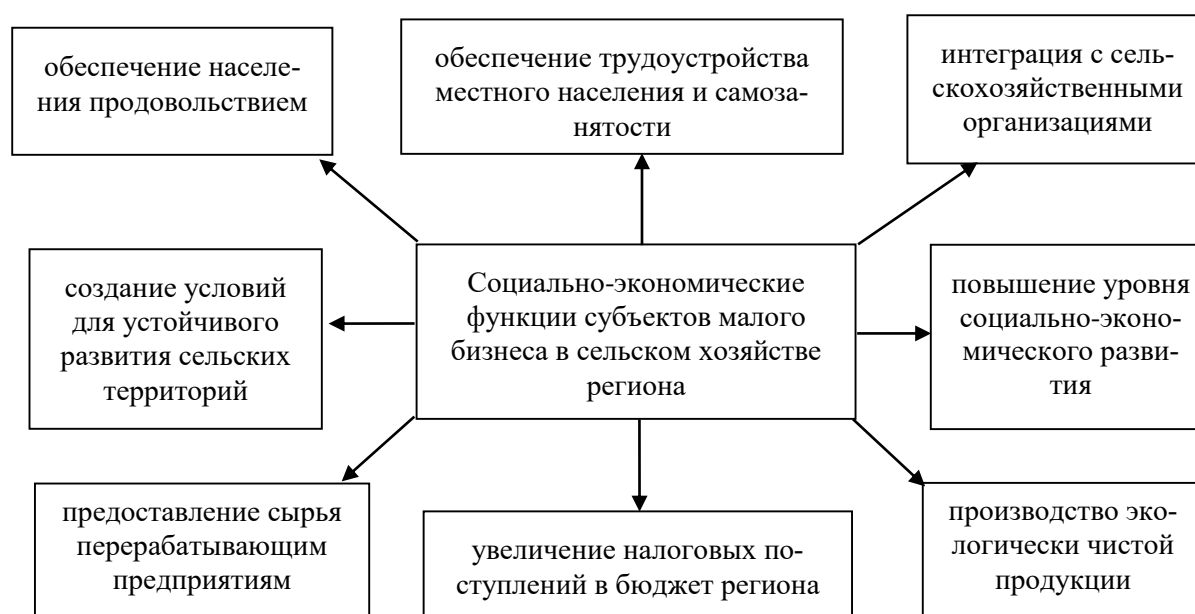 обеспечение населе-
ния продовольствием
обеспечение трудоустройства
местного населения и самоза-
нятости
интеграция с сель-
скохозяйственными
организациями
создание условий
для устойчивого
развития сельских
территорий
Социально-экономические
функции субъектов малого
бизнеса в сельском хозяйстве
региона
повышение уровня
социально-эконо-
мического разви-
тия
предоставление сырья
перерабатывающим
предприятиям
увеличение налоговых по-
ступлений в бюджет региона
производство эко-
логически чистой
продукции